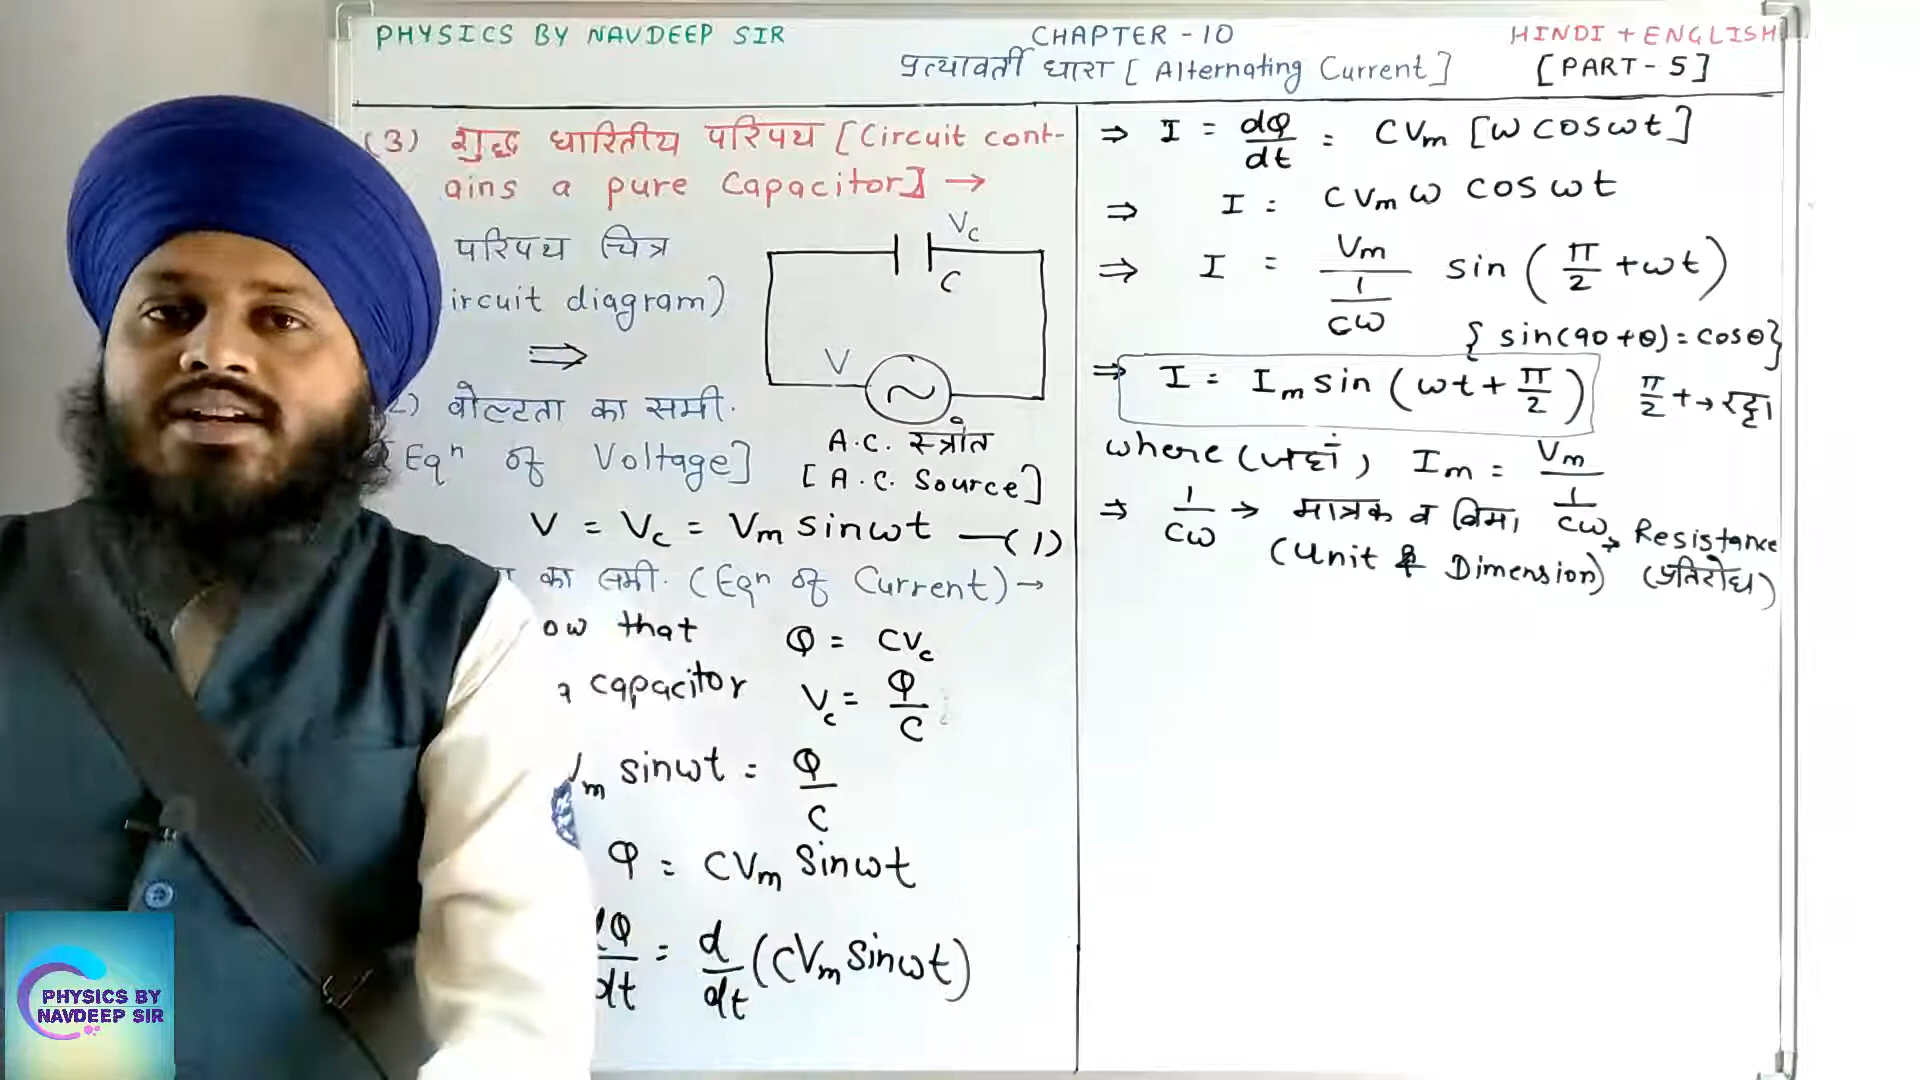 PHYSICS BY NAVDEEP SIR
CHAPTER - 10
HINDI + ENGLISH
प्रत्यावर्ती धारा [ Alternating Current ]
[ PART - 5 ]
(3) शुद्ध धारितीय परिपथ [ Circuit cont-
ains a pure Capacitor ] →
परिपथ चित्र
ircuit diagram)
⇒
Vc
C
V
~
A.C. स्त्रोंत
[ A.C. Source ]
2) वोल्टता का समी.
Eqⁿ of Voltage ]
V = Vc = Vm sinωt —(1)
का समी. (Eqⁿ of Current) →
ow that Q = CVc
capacitor Vc = Q/C
m sinωt = Q/C
Q = CVm Sinωt
dQ/dt = d/dt (CVm Sinωt)
⇒ I = dQ/dt = CVm [ω cosωt]
⇒ I = CVm ω cosωt
⇒ I = Vm/(1/Cω) sin (π/2 + ωt)
{ sin(90 + θ) = cosθ}
⇒ I = Im sin (ωt + π/2)
π/2 + →
where (जहां) Im = Vm/(1/Cω)
⇒ 1/Cω → मात्रक व विमा → Resistance
(Unit & Dimension) (प्रतिरोध)
PHYSICS BY
NAVDEEP SIR